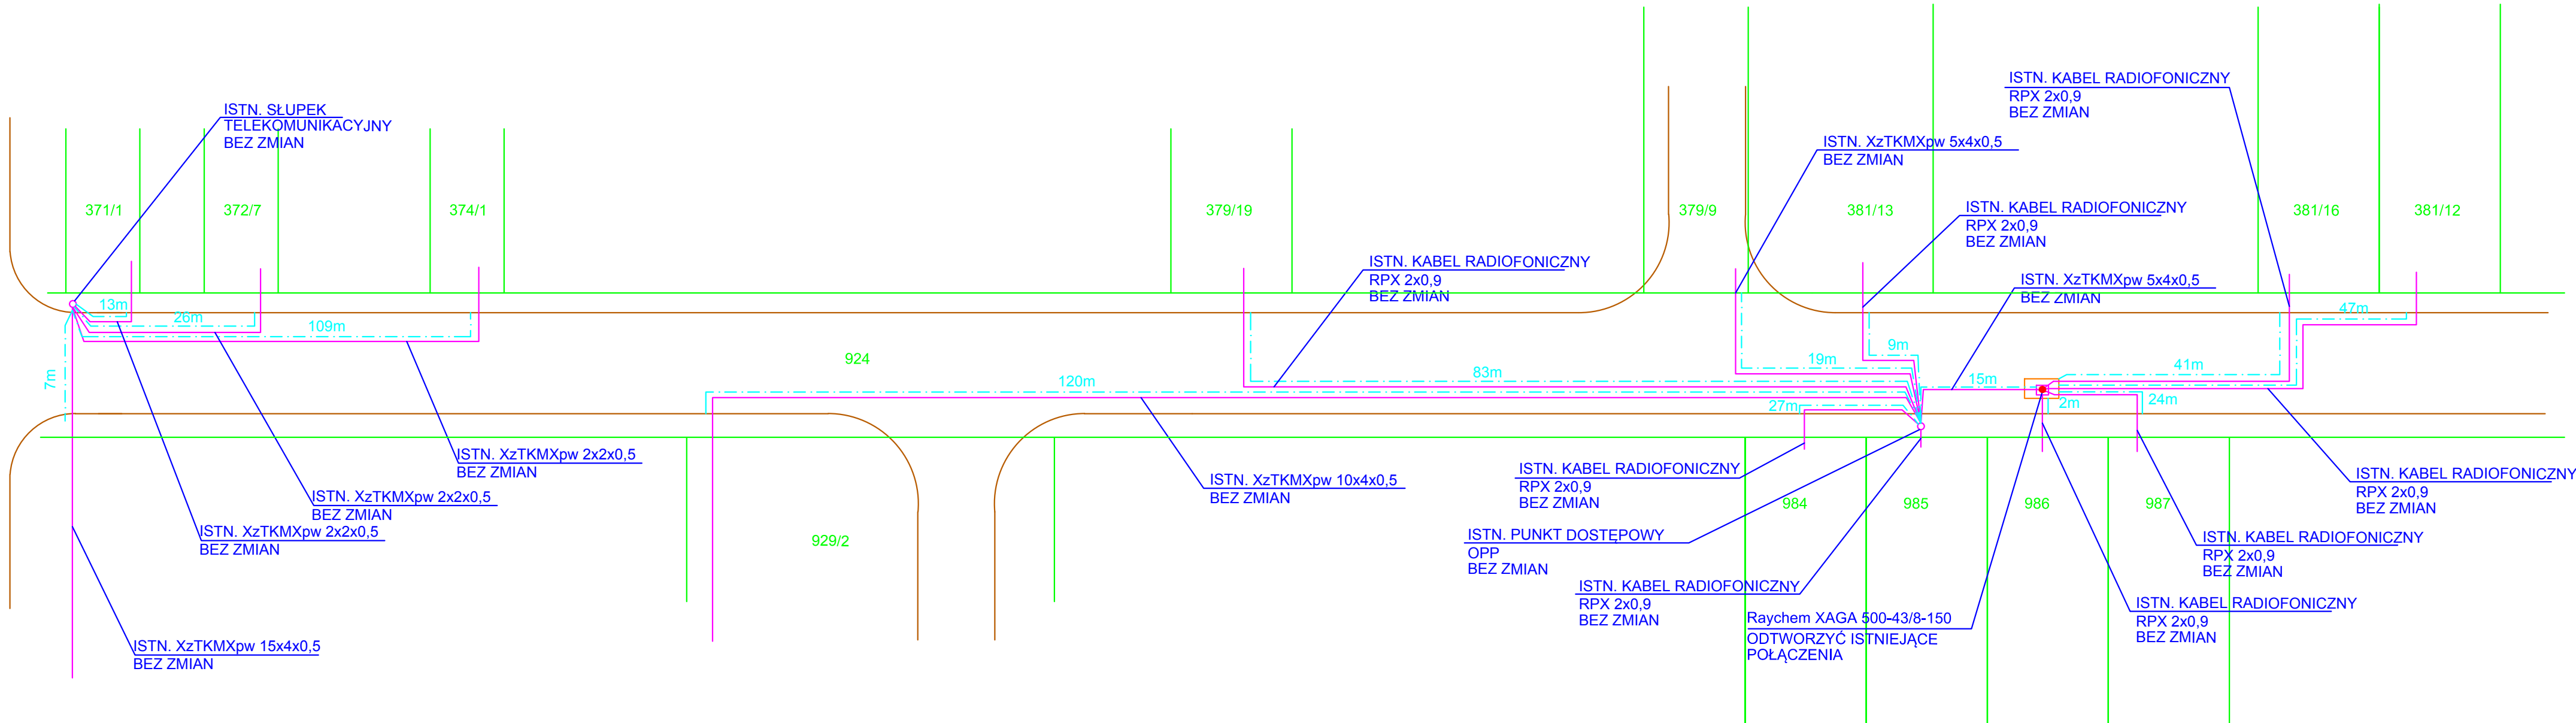 ISTN. SŁUPEK
TELEKOMUNIKACYJNY
BEZ ZMIAN
ISTN. KABEL RADIOFONICZNY
RPX 2x0,9
BEZ ZMIAN
ISTN. XzTKMXpw 5x4x0,5
BEZ ZMIAN
371/1
372/7
374/1
379/19
379/9
381/13
381/16
381/12
ISTN. KABEL RADIOFONICZNY
RPX 2x0,9
BEZ ZMIAN
ISTN. KABEL RADIOFONICZNY
RPX 2x0,9
BEZ ZMIAN
ISTN. XzTKMXpw 5x4x0,5
BEZ ZMIAN
13m
26m
109m
7m
924
120m
83m
19m
9m
15m
41m
47m
27m
2m
24m
ISTN. XzTKMXpw 2x2x0,5
BEZ ZMIAN
ISTN. XzTKMXpw 2x2x0,5
BEZ ZMIAN
ISTN. XzTKMXpw 2x2x0,5
BEZ ZMIAN
ISTN. XzTKMXpw 15x4x0,5
BEZ ZMIAN
929/2
ISTN. XzTKMXpw 10x4x0,5
BEZ ZMIAN
ISTN. KABEL RADIOFONICZNY
RPX 2x0,9
BEZ ZMIAN
984
985
986
987
ISTN. PUNKT DOSTĘPOWY
OPP
BEZ ZMIAN
ISTN. KABEL RADIOFONICZNY
RPX 2x0,9
BEZ ZMIAN
Raychem XAGA 500-43/8-150
ODTWORZYĆ ISTNIEJĄCE
POŁĄCZENIA
ISTN. KABEL RADIOFONICZNY
RPX 2x0,9
BEZ ZMIAN
ISTN. KABEL RADIOFONICZNY
RPX 2x0,9
BEZ ZMIAN
ISTN. KABEL RADIOFONICZNY
RPX 2x0,9
BEZ ZMIAN